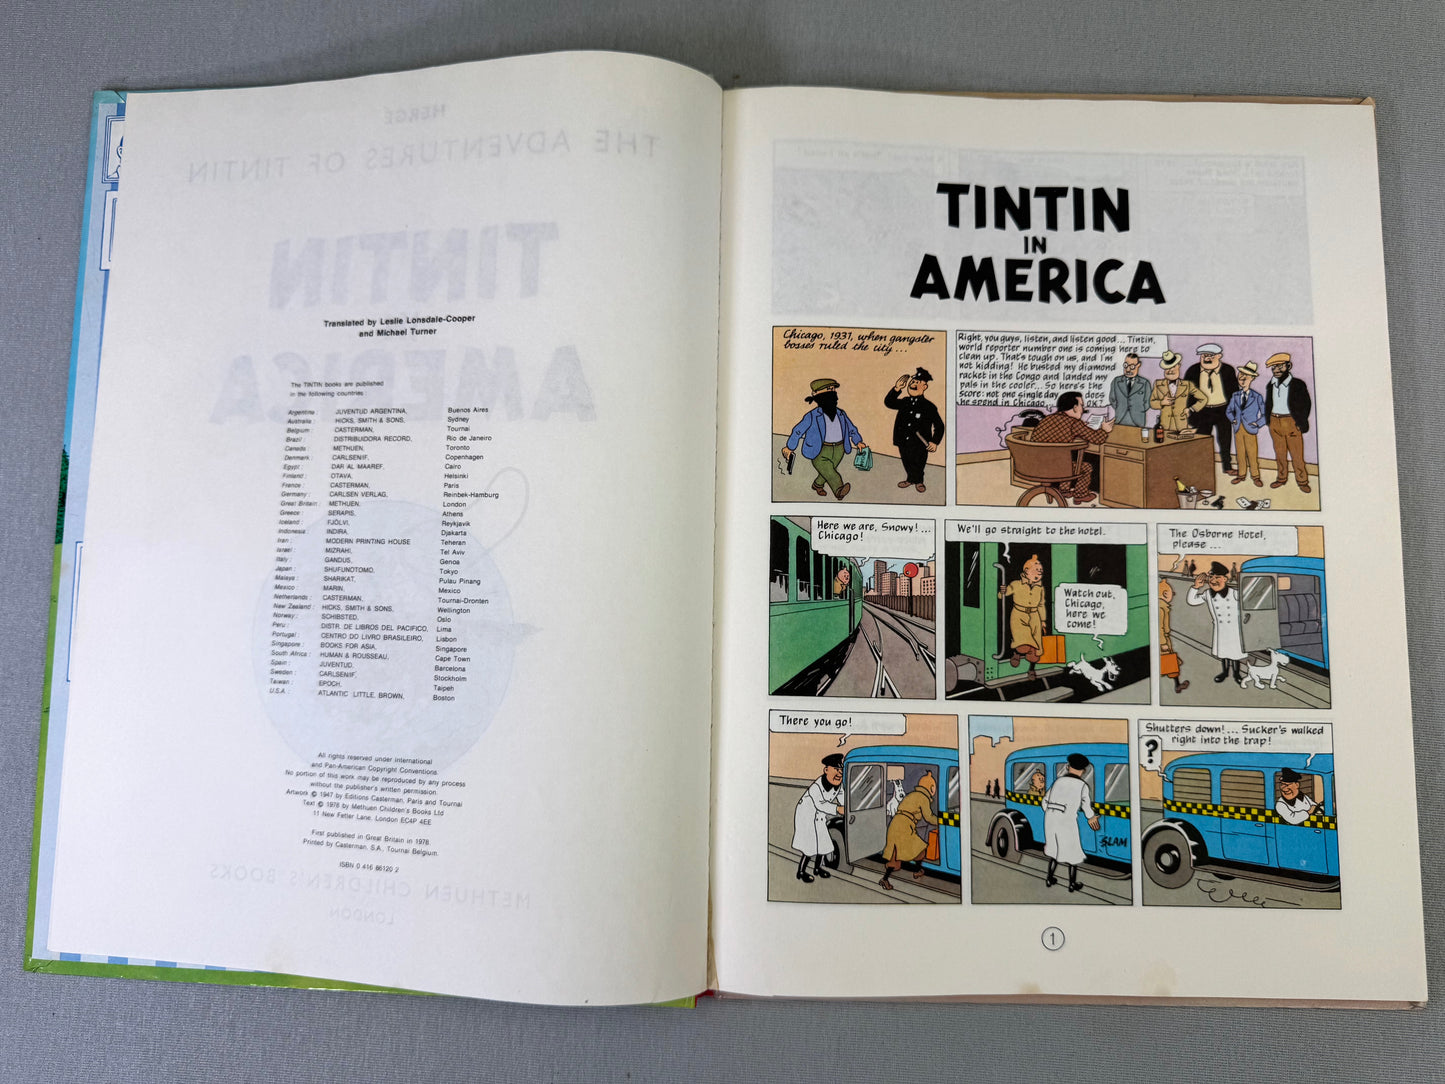 HERGÉ
THE ADVENTURES OF TINTIN
TINTIN
Translated by Leslie Lonsdale-Cooper
and Michael Turner
The TINTIN books are published
in the following countries:
Argentina : JUVENTUD ARGENTINA, Buenos Aires
Australia : HICKS, SMITH & SONS, Sydney
Belgium : CASTERMAN, Tournai
Brazil : DISTRIBUIDORA RECORD, Rio de Janeiro
Canada : METHUEN, Toronto
Denmark : CARLSEN/IF, Copenhagen
Egypt : DAR AL MAAREF, Cairo
Finland : OTAVA, Helsinki
France : CASTERMAN, Paris
Germany : CARLSEN VERLAG, Reinbek-Hamburg
Great Britain : METHUEN, London
Greece : SERAPIS, Athens
Iceland : FJÖLVI, Reykjavik
Indonesia : INDIRA, Djakarta
Iran : MODERN PRINTING HOUSE Teheran
Israel : MIZRAHI, Tel Aviv
Italy : GANDUS, Genoa
Japan : SHUFUNOTOMO, Tokyo
Malaya : SHARIKAT, Pulau Pinang
Mexico : MARIN, Mexico
Netherlands : CASTERMAN, Tournai-Dronten
New Zealand : HICKS, SMITH & SONS, Wellington
Norway : SCHIBSTED, Oslo
Peru : DISTR. DE LIBROS DEL PACIFICO, Lima
Portugal : CENTRO DO LIVRO BRASILEIRO, Lisbon
Singapore : BOOKS FOR ASIA, Singapore
South Africa : HUMAN & ROUSSEAU, Cape Town
Spain : JUVENTUD, Barcelona
Sweden : CARLSEN/IF, Stockholm
Taiwan : EPOCH, Taipeh
U.S.A : ATLANTIC LITTLE, BROWN, Boston
All rights reserved under International
and Pan-American Copyright Conventions.
No portion of this work may be reproduced by any process
without the publisher's written permission.
Artwork © 1947 by Editions Casterman, Paris and Tournai
Text © 1978 by Methuen Children's Books Ltd
11 New Fetter Lane, London EC4P 4EE
First published in Great Britain in 1978.
Printed by Casterman, S.A., Tournai Belgium.
ISBN 0 416 86120 2
METHUEN CHILDREN'S BOOKS
LONDON
TINTIN
IN
AMERICA
Chicago, 1931, when gangster
bosses ruled the city...
Right, you guys, listen, and listen good... Tintin,
world reporter number one is coming here to
clean up. That's tough on us, and I'm
not kidding! He busted my diamond
racket in the Congo and landed my
pals in the cooler... So here's the
score: not one single day does
he spend in Chicago... OK?
Here we are, Snowy!...
Chicago!
We'll go straight to the hotel.
Watch out,
Chicago,
here we
come!
The Osborne Hotel,
please...
There you go!
SLAM
Shutters down!... Sucker's walked
right into the trap!
?
1